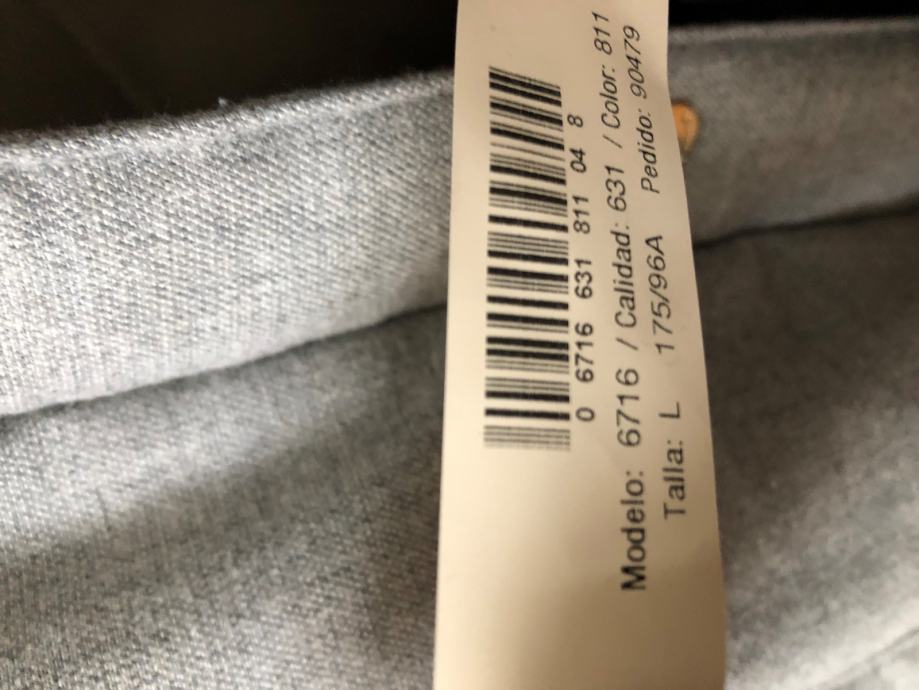 0 6716 631 811 04 8
Modelo: 6716 / Calidad: 631 / Color: 811
Talla: L 175/96A Pedido: 90479